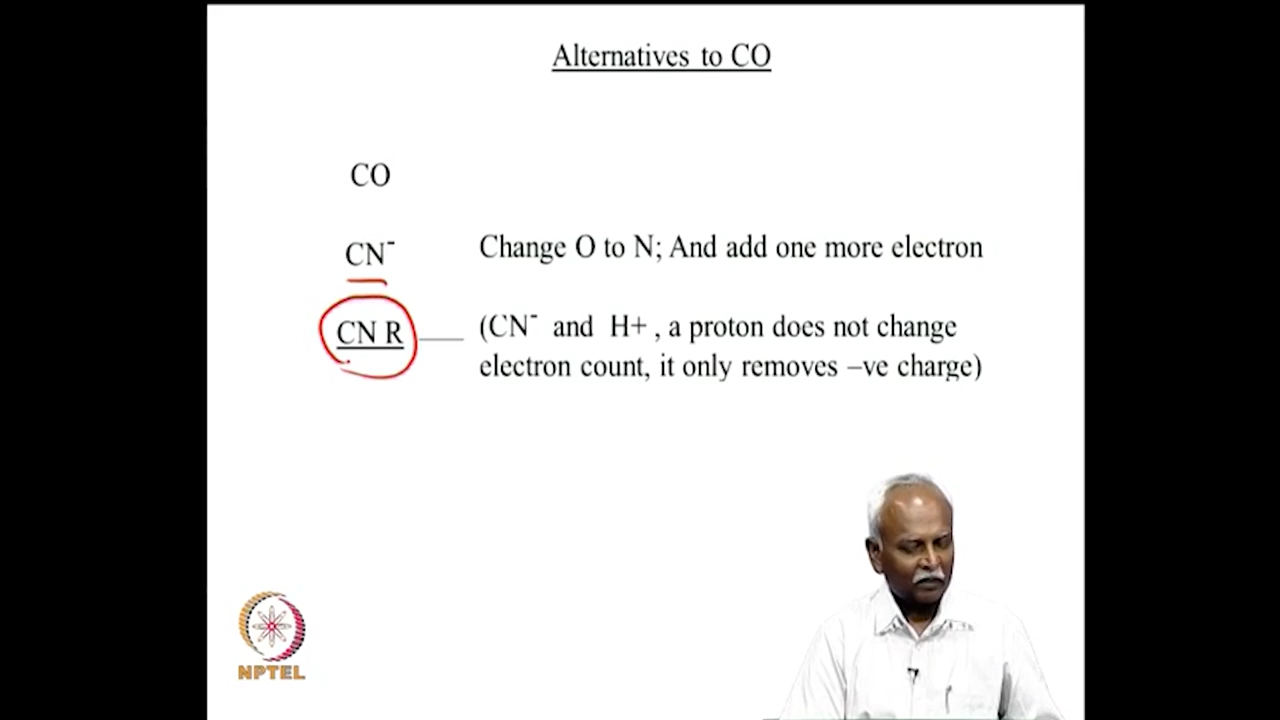 Alternatives to CO
CO
CN⁻ Change O to N; And add one more electron
CN R (CN⁻ and H+ , a proton does not change
electron count, it only removes –ve charge)
NPTEL